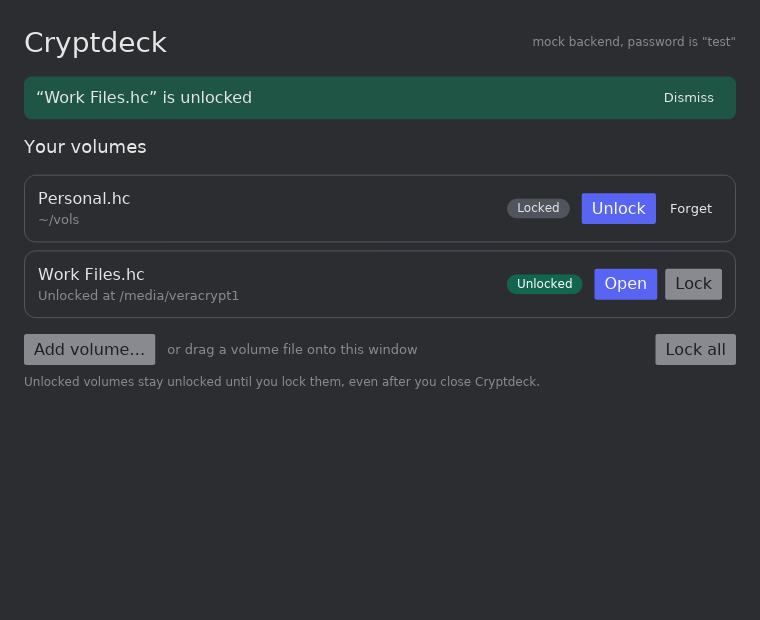 Cryptdeck
mock backend, password is "test"
“Work Files.hc” is unlocked
Dismiss
Your volumes
Personal.hc
~/vols
Locked
Unlock
Forget
Work Files.hc
Unlocked at /media/veracrypt1
Unlocked
Open
Lock
Add volume...
or drag a volume file onto this window
Lock all
Unlocked volumes stay unlocked until you lock them, even after you close Cryptdeck.